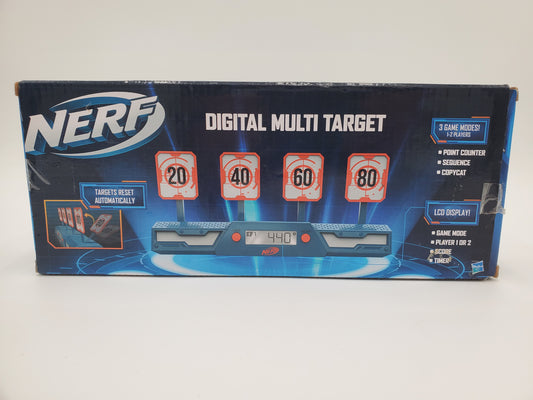 NERF
DIGITAL MULTI TARGET
3 GAME MODES!
1-2 PLAYERS
• POINT COUNTER
• SEQUENCE
• COPYCAT
20 40 60 80
TARGETS RESET
AUTOMATICALLY
LCD DISPLAY!
• GAME MODE
• PLAYER 1 OR 2
• SCORE
• TIMER
440
NERF